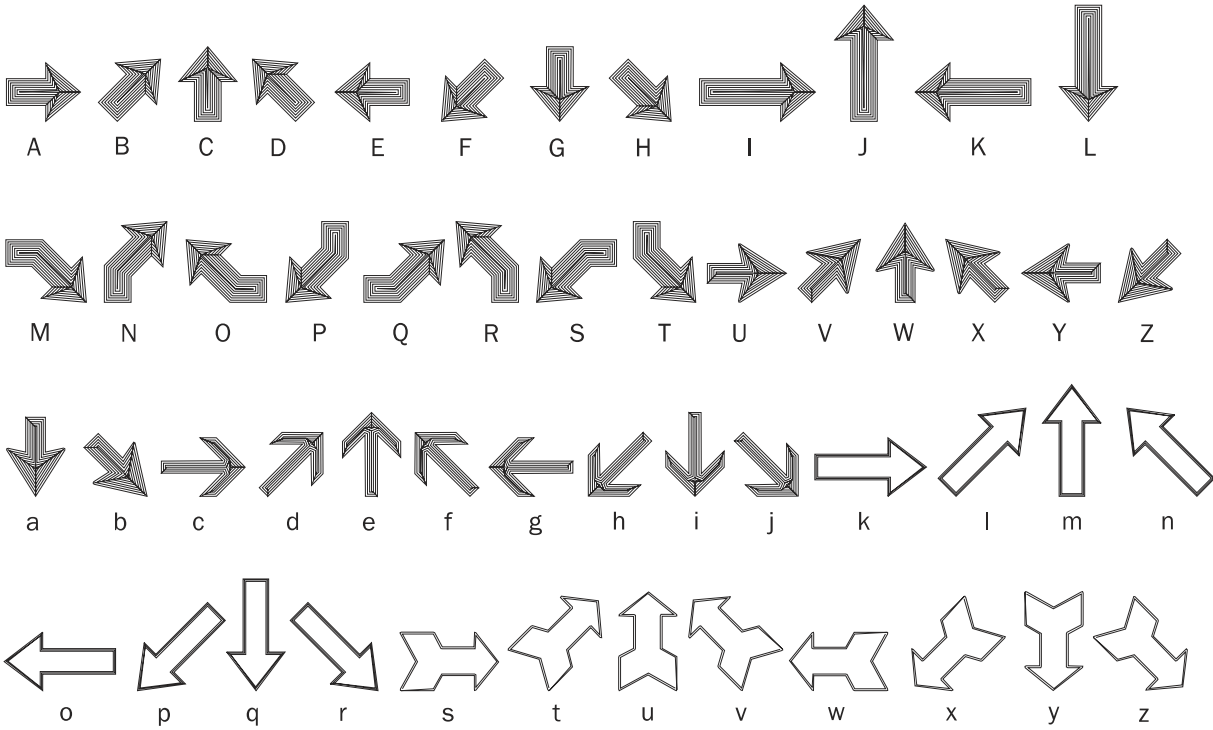 A B C D E F G H I J K L
M N O P Q R S T U V W X Y Z
a b c d e f g h i j k l m n
o p q r s t u v w x y z